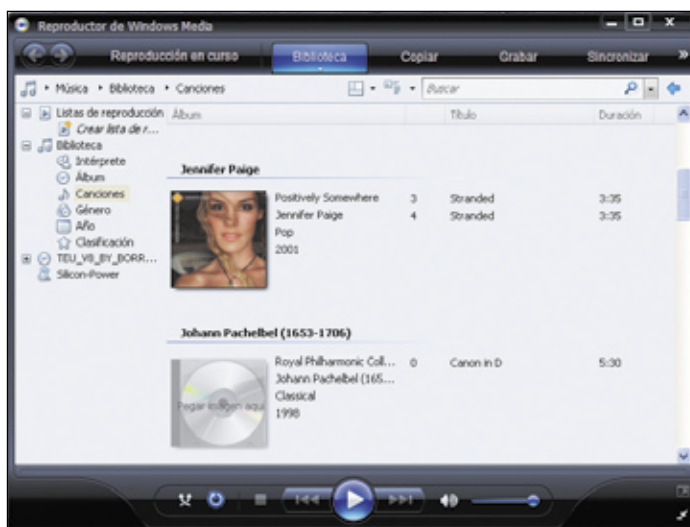 Reproductor de Windows Media
Reproducción en curso Biblioteca Copiar Grabar Sincronizar »
Música ▸ Biblioteca ▸ Canciones Buscar
Listas de reproducción
Crear lista de r...
Biblioteca
Intérprete
Álbum
Canciones
Género
Año
Clasificación
TEU_V8_BY_BORR...
Silicon-Power
Álbum Título Duración
Jennifer Paige
Positively Somewhere 3 Stranded 3:35
Jennifer Paige 4 Stranded 3:35
Pop
2001
Johann Pachelbel (1653-1706)
Pegar imagen aquí
Royal Philharmonic Coll... 0 Canon in D 5:30
Johann Pachelbel (165...
Classical
1998